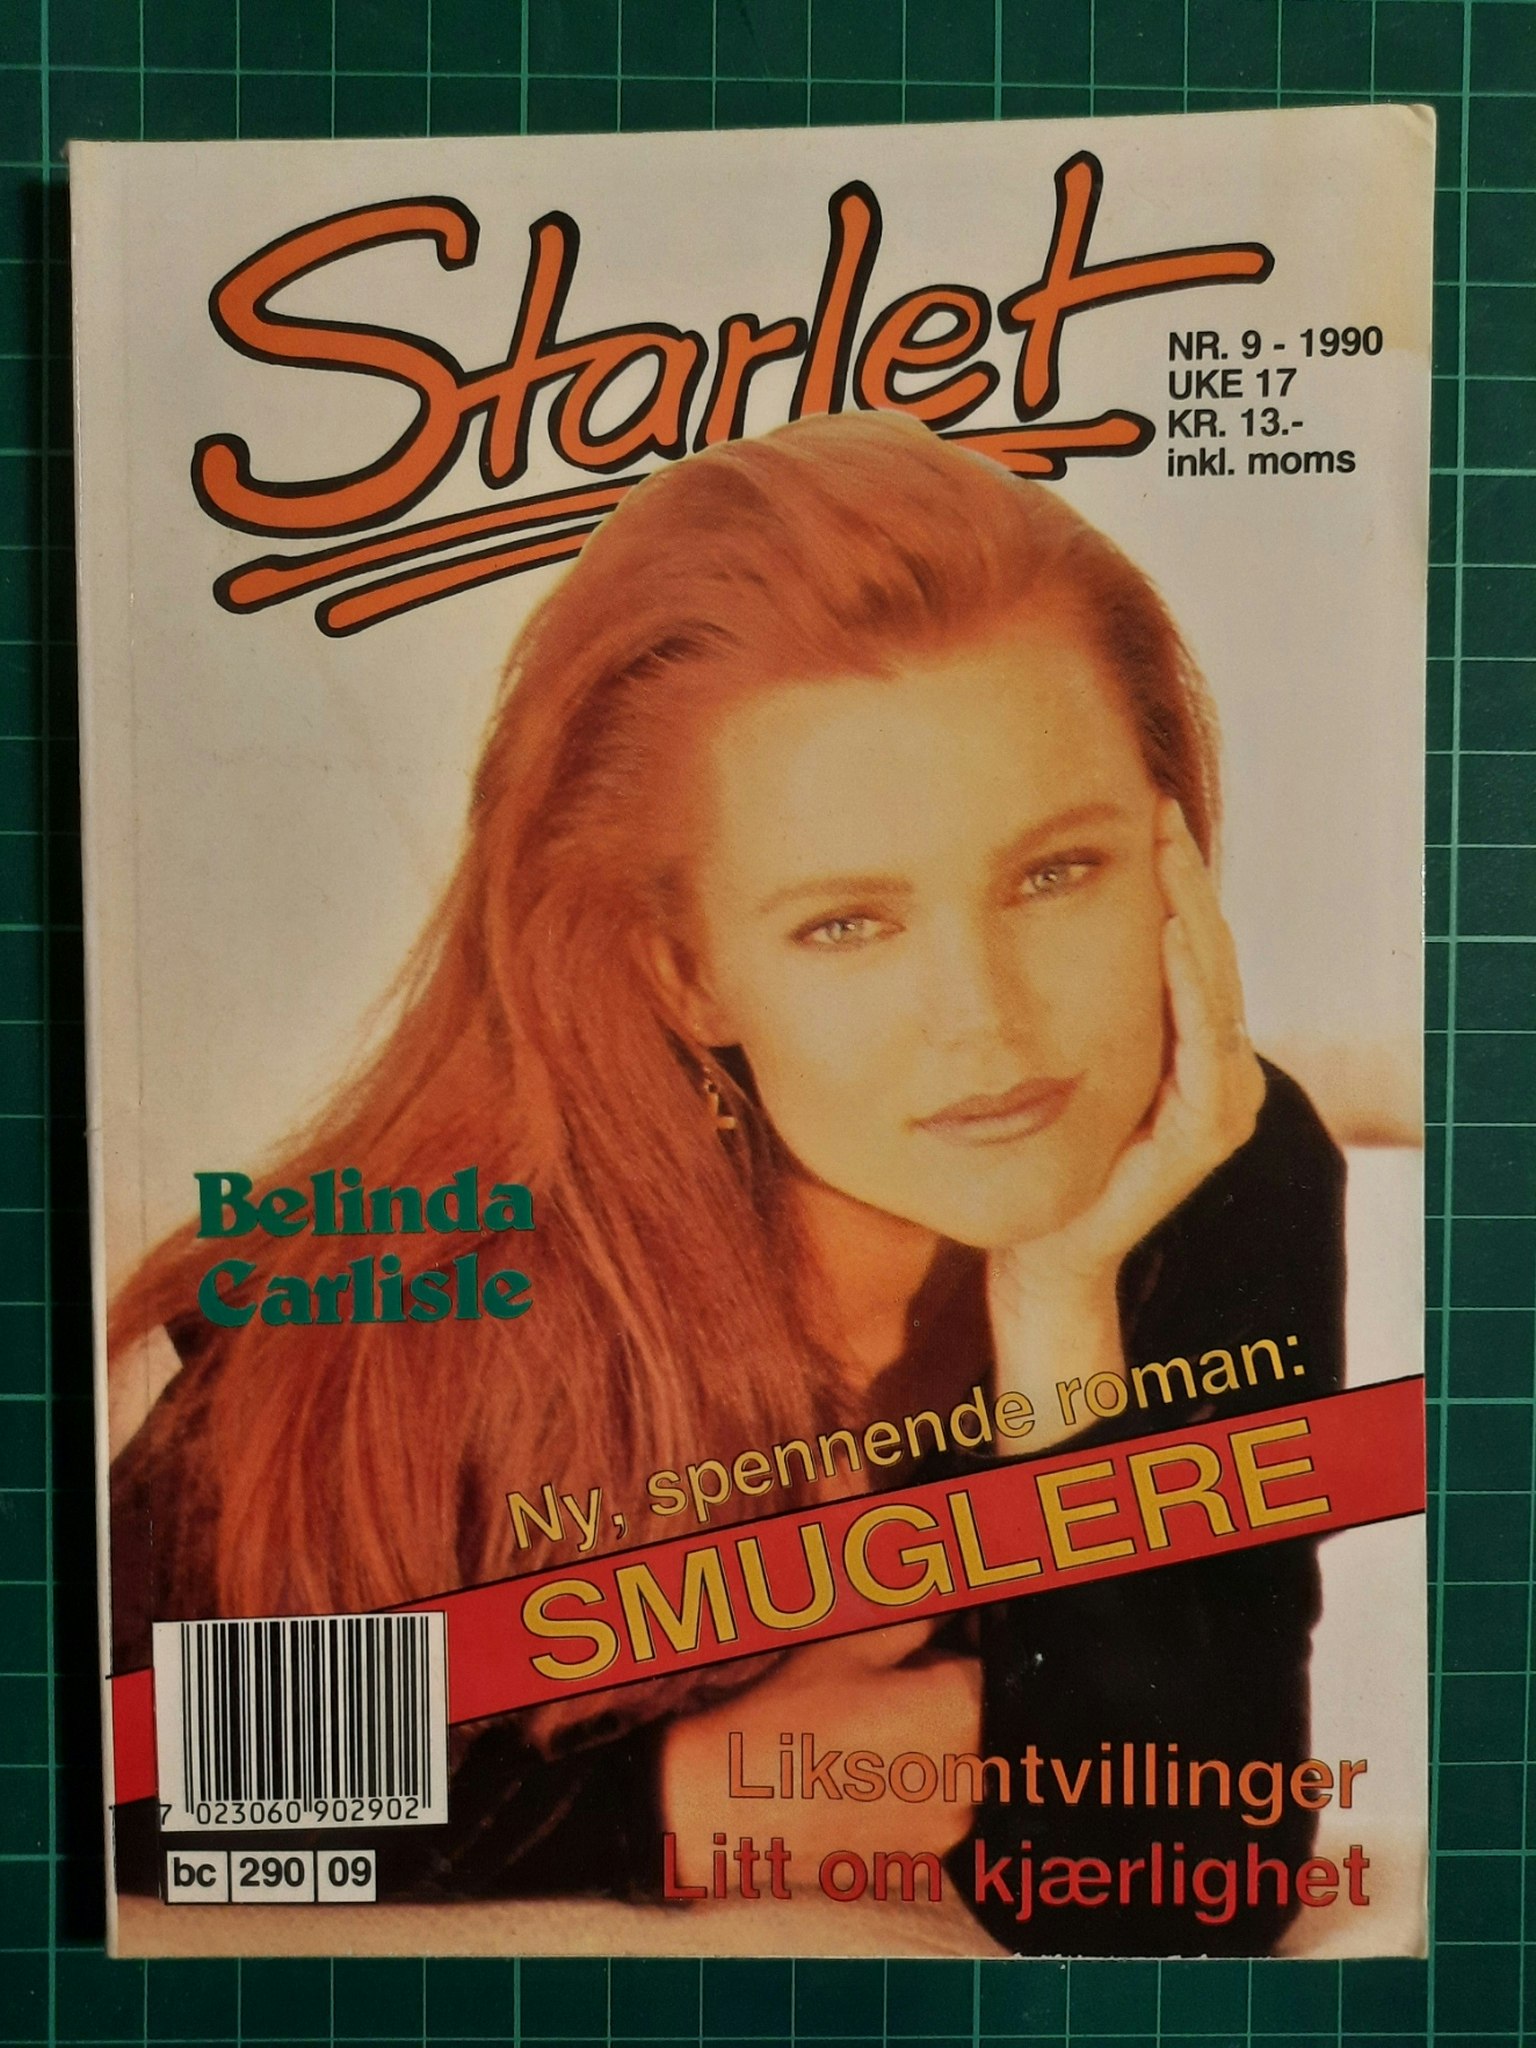 Starlet
NR. 9 - 1990
UKE 17
KR. 13.-
inkl. moms
Belinda
Carlisle
Ny, spennende roman:
SMUGLERE
Liksomtvillinger
Litt om kjærlighet
7 023060 902902
bc 290 09